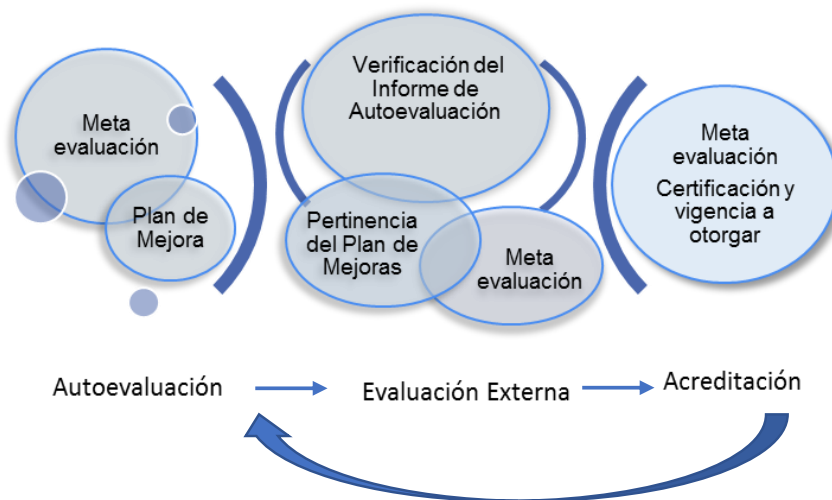 Meta
evaluación
Plan de
Mejora
Verificación del
Informe de
Autoevaluación
Pertinencia
del Plan de
Mejoras
Meta
evaluación
Meta
evaluación
Certificación y
vigencia a
otorgar
Autoevaluación
Evaluación Externa
Acreditación